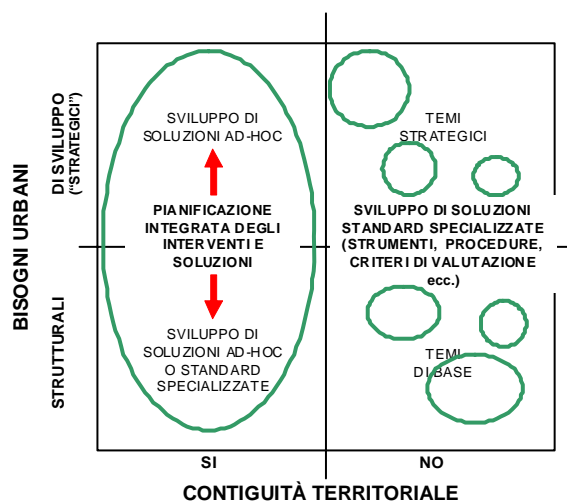 BISOGNI URBANI
DI SVILUPPO
("STRATEGICI")
STRUTTURALI
SVILUPPO DI
SOLUZIONI AD-HOC
PIANIFICAZIONE
INTEGRATA DEGLI
INTERVENTI E
SOLUZIONI
SVILUPPO DI
SOLUZIONI AD-HOC
O STANDARD
SPECIALIZZATE
TEMI
STRATEGICI
SVILUPPO DI SOLUZIONI
STANDARD SPECIALIZZATE
(STRUMENTI, PROCEDURE,
CRITERI DI VALUTAZIONE
ecc.)
TEMI
DI BASE
SI
NO
CONTIGUITÀ TERRITORIALE